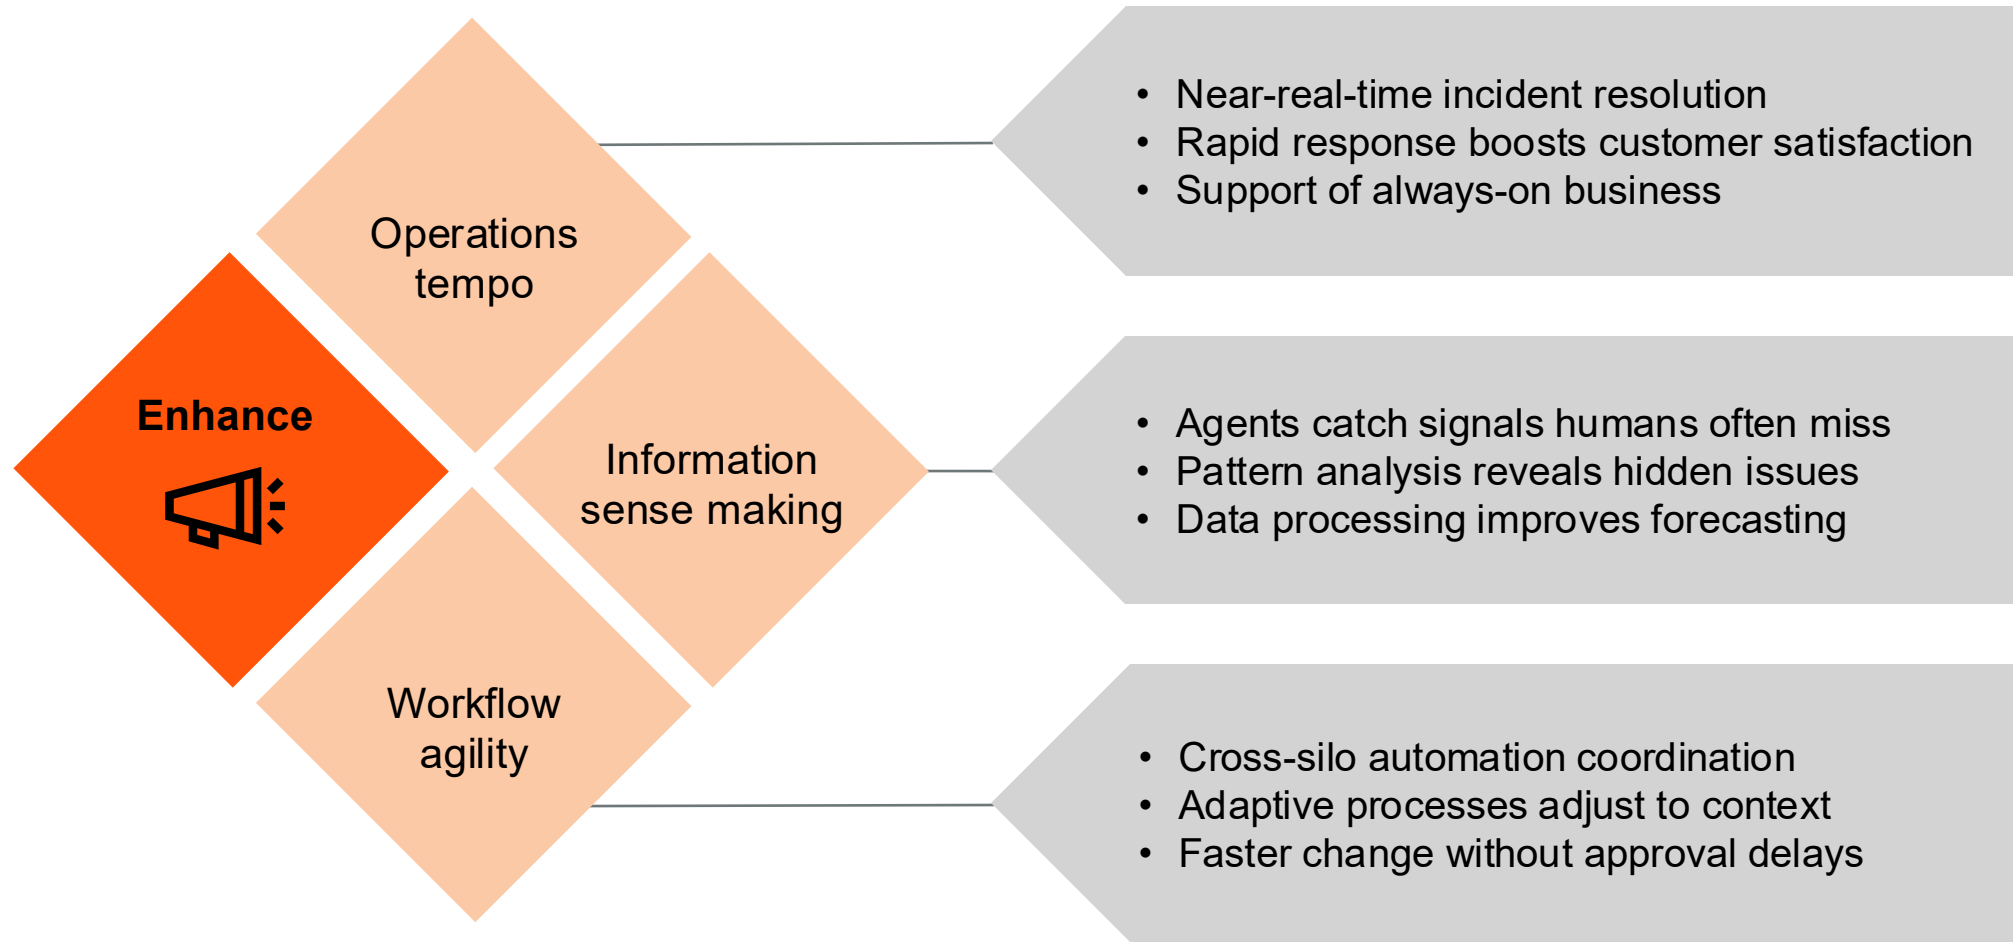 Operations
tempo
• Near-real-time incident resolution
• Rapid response boosts customer satisfaction
• Support of always-on business
Enhance
Information
sense making
• Agents catch signals humans often miss
• Pattern analysis reveals hidden issues
• Data processing improves forecasting
Workflow
agility
• Cross-silo automation coordination
• Adaptive processes adjust to context
• Faster change without approval delays